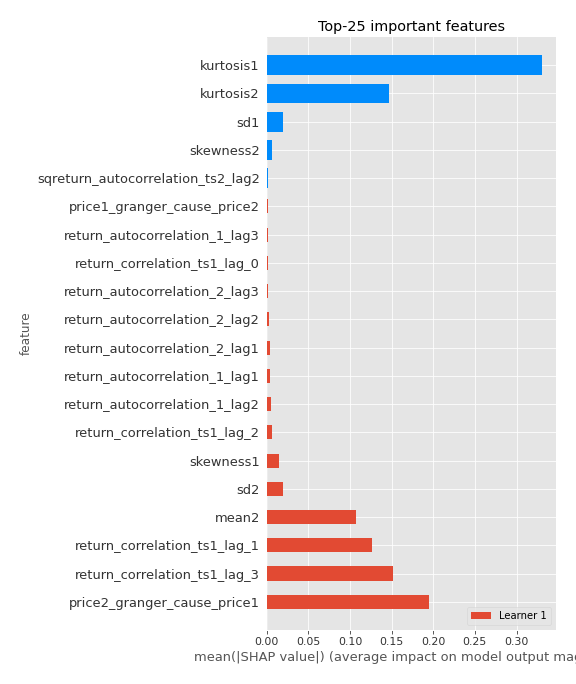 Top-25 important features
kurtosis1
kurtosis2
sd1
skewness2
sqreturn_autocorrelation_ts2_lag2
price1_granger_cause_price2
return_autocorrelation_1_lag3
return_correlation_ts1_lag_0
return_autocorrelation_2_lag3
return_autocorrelation_2_lag2
return_autocorrelation_2_lag1
return_autocorrelation_1_lag1
return_autocorrelation_1_lag2
return_correlation_ts1_lag_2
skewness1
sd2
mean2
return_correlation_ts1_lag_1
return_correlation_ts1_lag_3
price2_granger_cause_price1
feature
Learner 1
0.00 0.05 0.10 0.15 0.20 0.25 0.30
mean(|SHAP value|) (average impact on model output mag